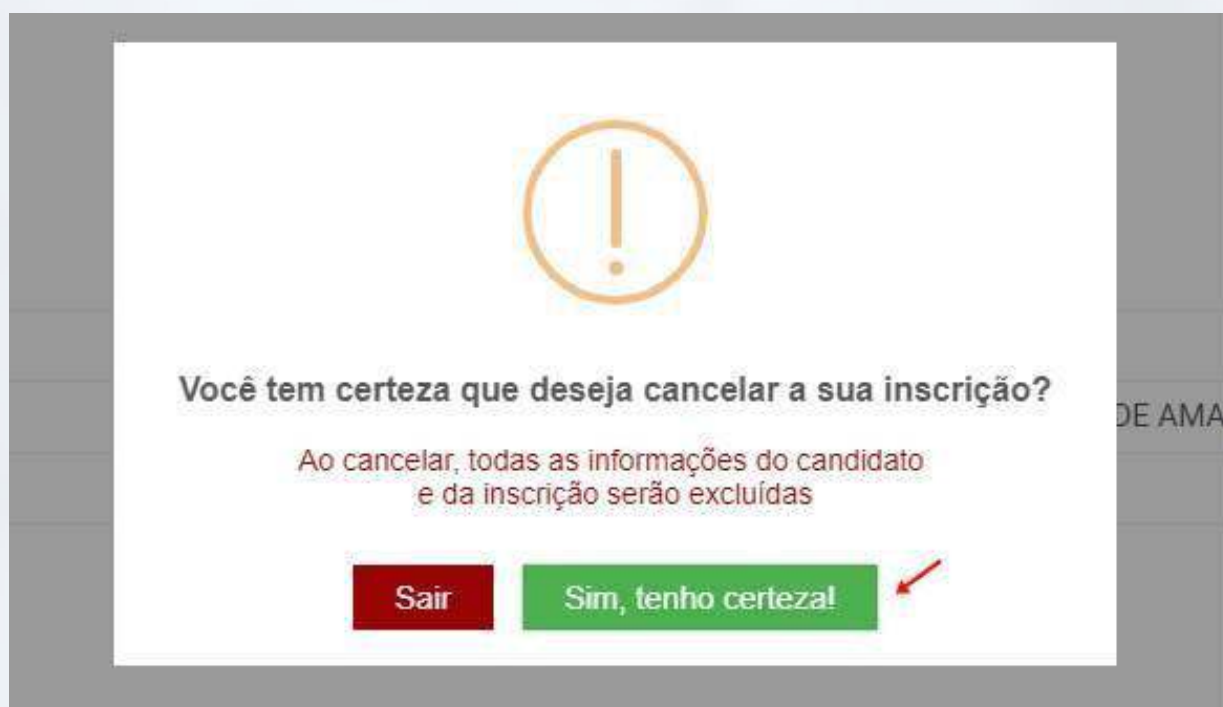 Você tem certeza que deseja cancelar a sua inscrição?
DE AMA
Ao cancelar, todas as informações do candidato
e da inscrição serão excluídas
Sair
Sim, tenho certeza!